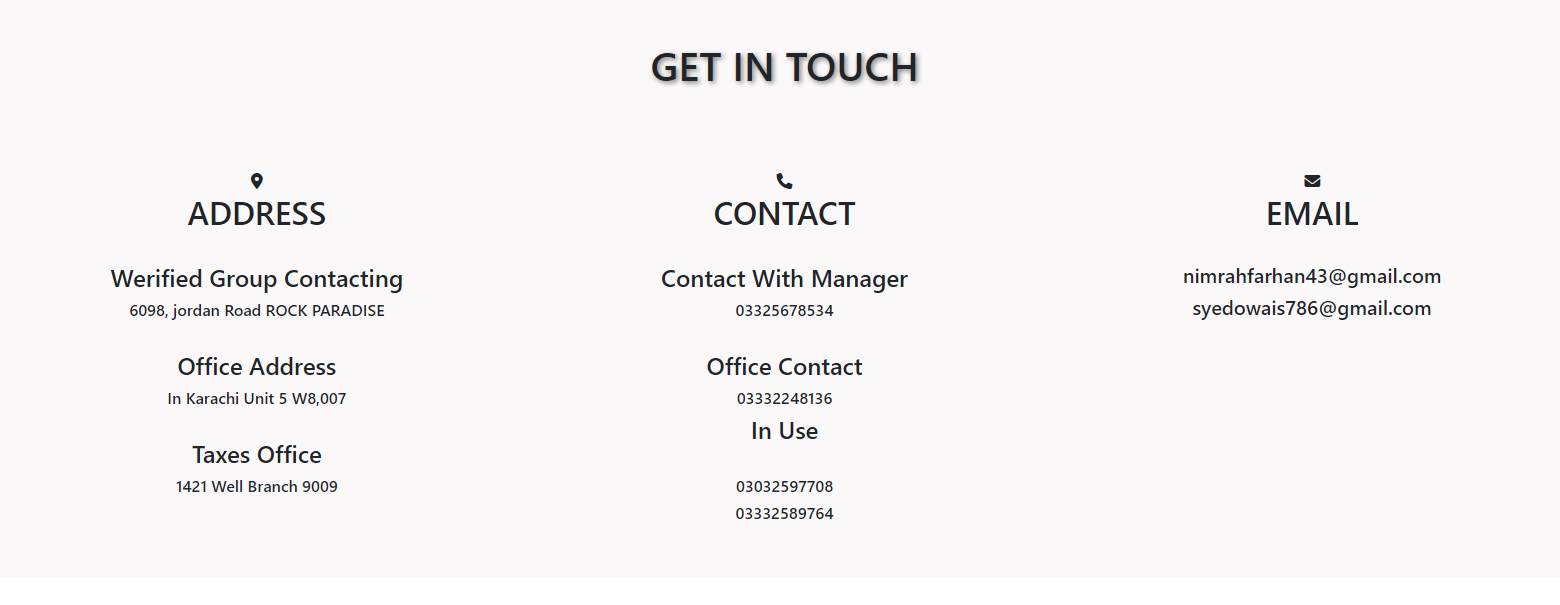 GET IN TOUCH
ADDRESS
Werified Group Contacting
6098, jordan Road ROCK PARADISE
Office Address
In Karachi Unit 5 W8,007
Taxes Office
1421 Well Branch 9009
CONTACT
Contact With Manager
03325678534
Office Contact
03332248136
In Use
03032597708
03332589764
EMAIL
nimrahfarhan43@gmail.com
syedowais786@gmail.com